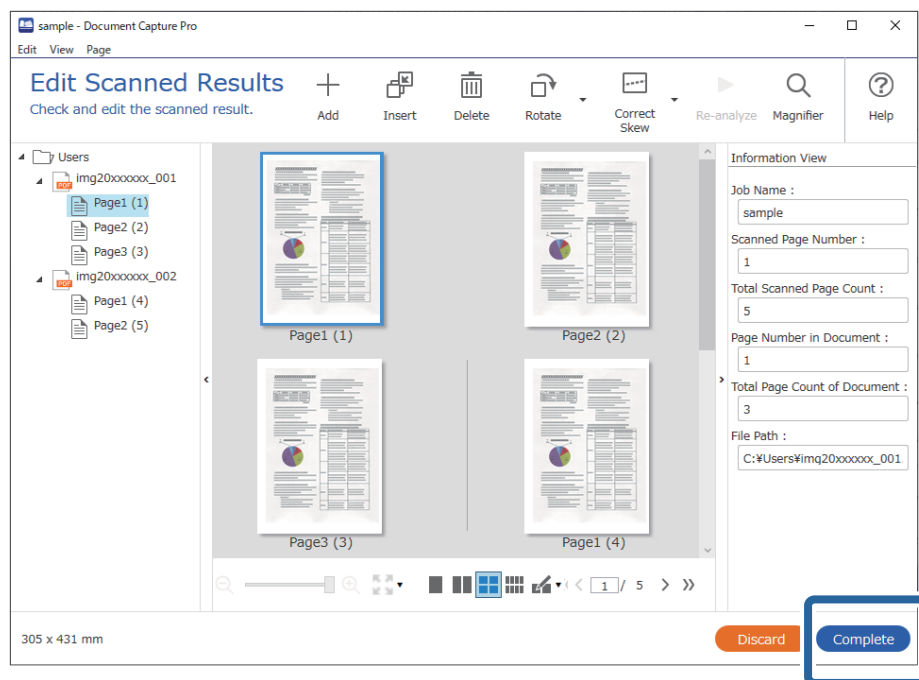 sample - Document Capture Pro
Edit View Page
Edit Scanned Results
Check and edit the scanned result.
Add
Insert
Delete
Rotate
Correct
Skew
Re-analyze
Magnifier
Help
Users
PDF
img20xxxxxx_001
Page1 (1)
Page2 (2)
Page3 (3)
PDF
img20xxxxxx_002
Page1 (4)
Page2 (5)
Page1 (1)
Page2 (2)
Page3 (3)
Page1 (4)
1 / 5
Information View
Job Name :
sample
Scanned Page Number :
1
Total Scanned Page Count :
5
Page Number in Document :
1
Total Page Count of Document :
3
File Path :
C:¥Users¥img20xxxxxx_001.
305 x 431 mm
Discard
Complete